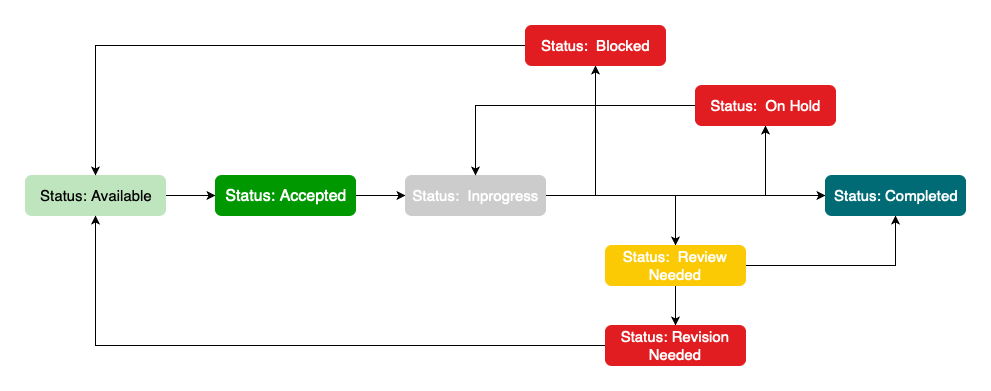 Status:  Blocked
Status:  On Hold
Status: Available
Status: Accepted
Status:  Inprogress
Status: Completed
Status:  Review
Needed
Status: Revision
Needed